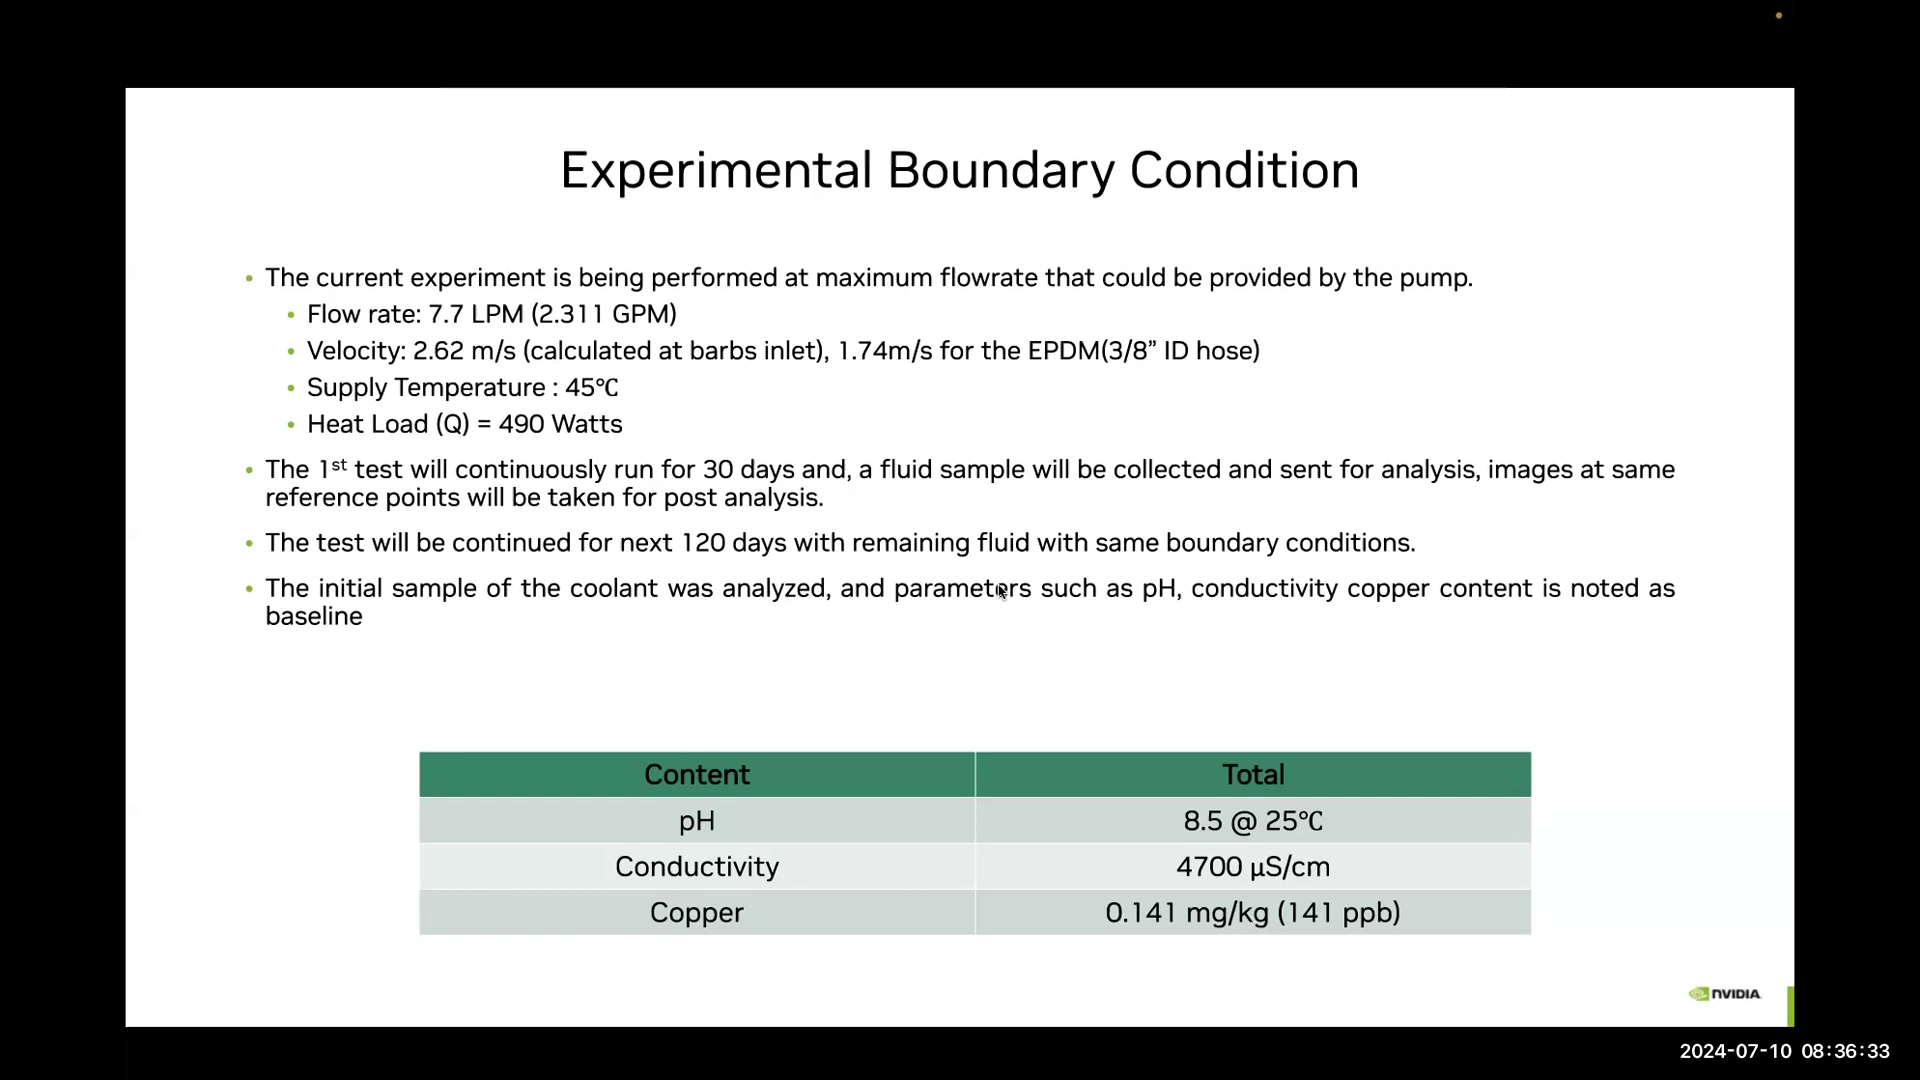 Experimental Boundary Condition
• The current experiment is being performed at maximum flowrate that could be provided by the pump.
• Flow rate: 7.7 LPM (2.311 GPM)
• Velocity: 2.62 m/s (calculated at barbs inlet), 1.74m/s for the EPDM(3/8” ID hose)
• Supply Temperature : 45℃
• Heat Load (Q) = 490 Watts
• The 1st test will continuously run for 30 days and, a fluid sample will be collected and sent for analysis, images at same
reference points will be taken for post analysis.
• The test will be continued for next 120 days with remaining fluid with same boundary conditions.
• The initial sample of the coolant was analyzed, and parameters such as pH, conductivity copper content is noted as
baseline
Content Total
pH 8.5 @ 25℃
Conductivity 4700 µS/cm
Copper 0.141 mg/kg (141 ppb)
NVIDIA
2024-07-10 08:36:33